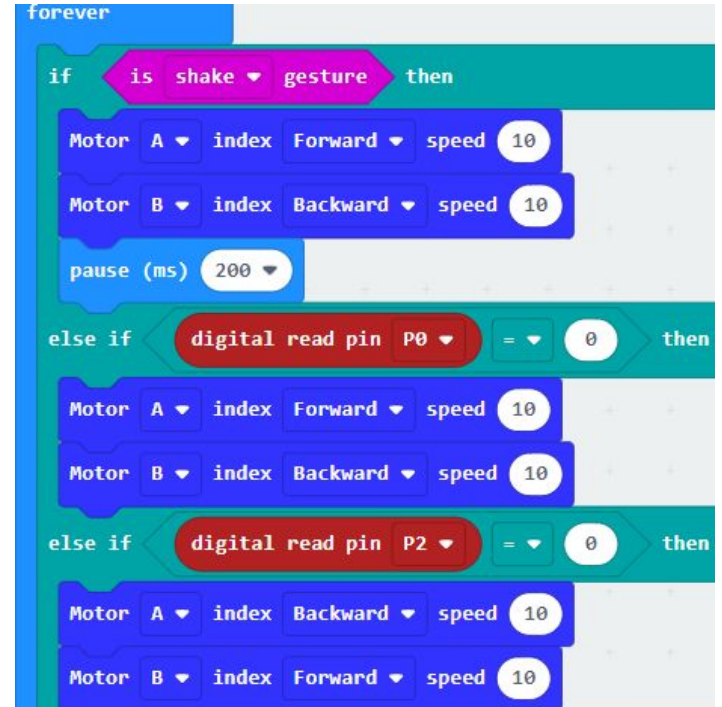 forever
if is shake gesture then
Motor A index Forward speed 10
Motor B index Backward speed 10
pause (ms) 200
else if digital read pin P0 = 0 then
Motor A index Forward speed 10
Motor B index Backward speed 10
else if digital read pin P2 = 0 then
Motor A index Backward speed 10
Motor B index Forward speed 10